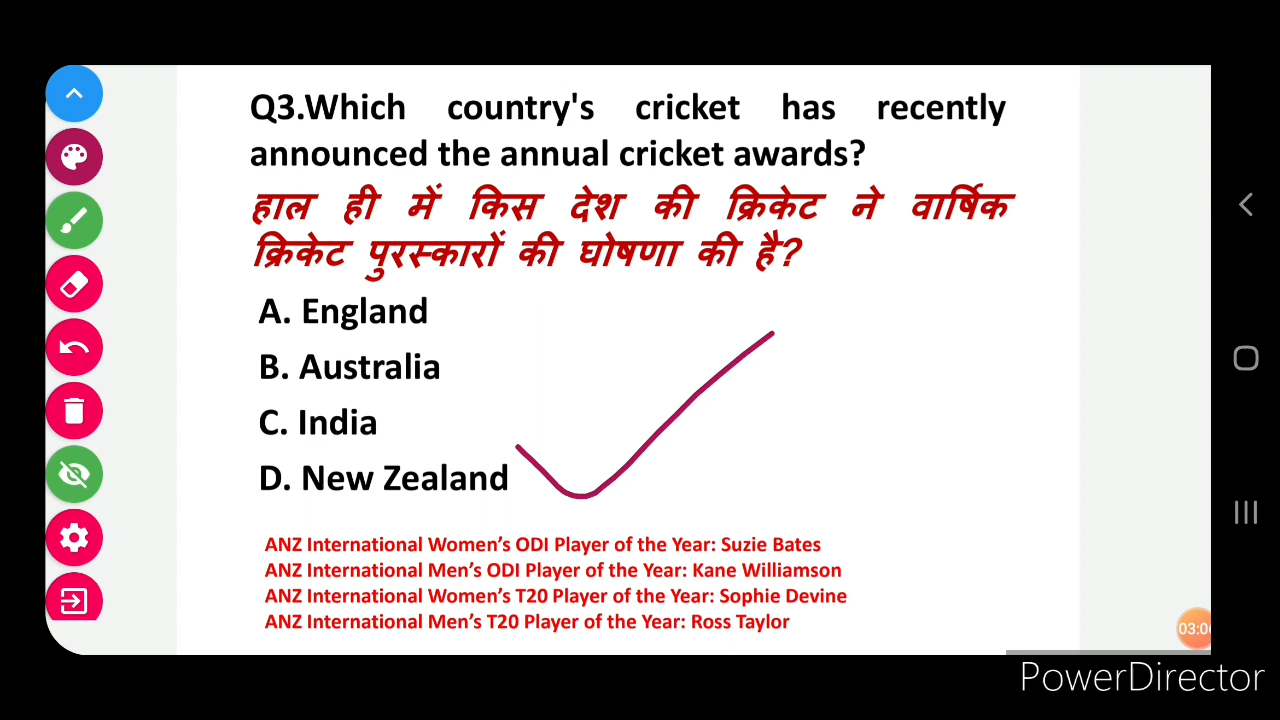 Q3.Which country's cricket has recently
announced the annual cricket awards?
हाल ही में किस देश की क्रिकेट ने वार्षिक
क्रिकेट पुरस्कारों की घोषणा की है?
A. England
B. Australia
C. India
D. New Zealand
ANZ International Women’s ODI Player of the Year: Suzie Bates
ANZ International Men’s ODI Player of the Year: Kane Williamson
ANZ International Women’s T20 Player of the Year: Sophie Devine
ANZ International Men’s T20 Player of the Year: Ross Taylor
PowerDirector